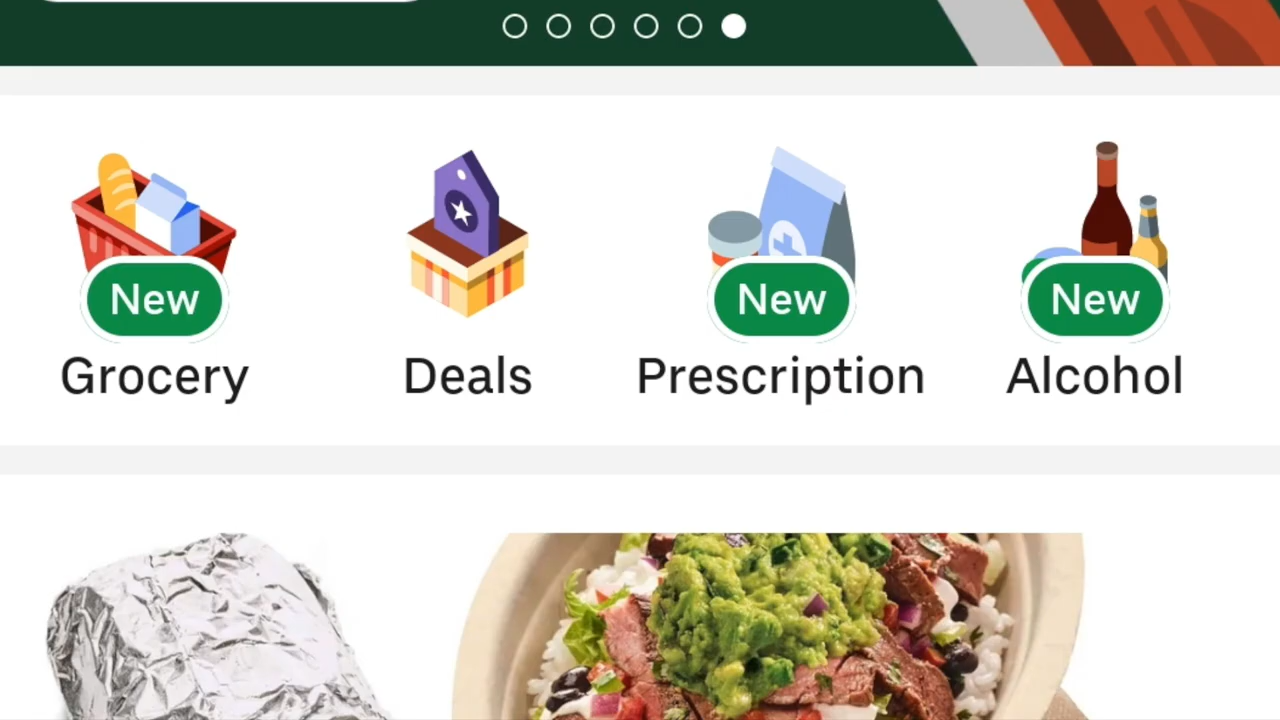 New
New
New
Grocery
Deals
Prescription
Alcohol